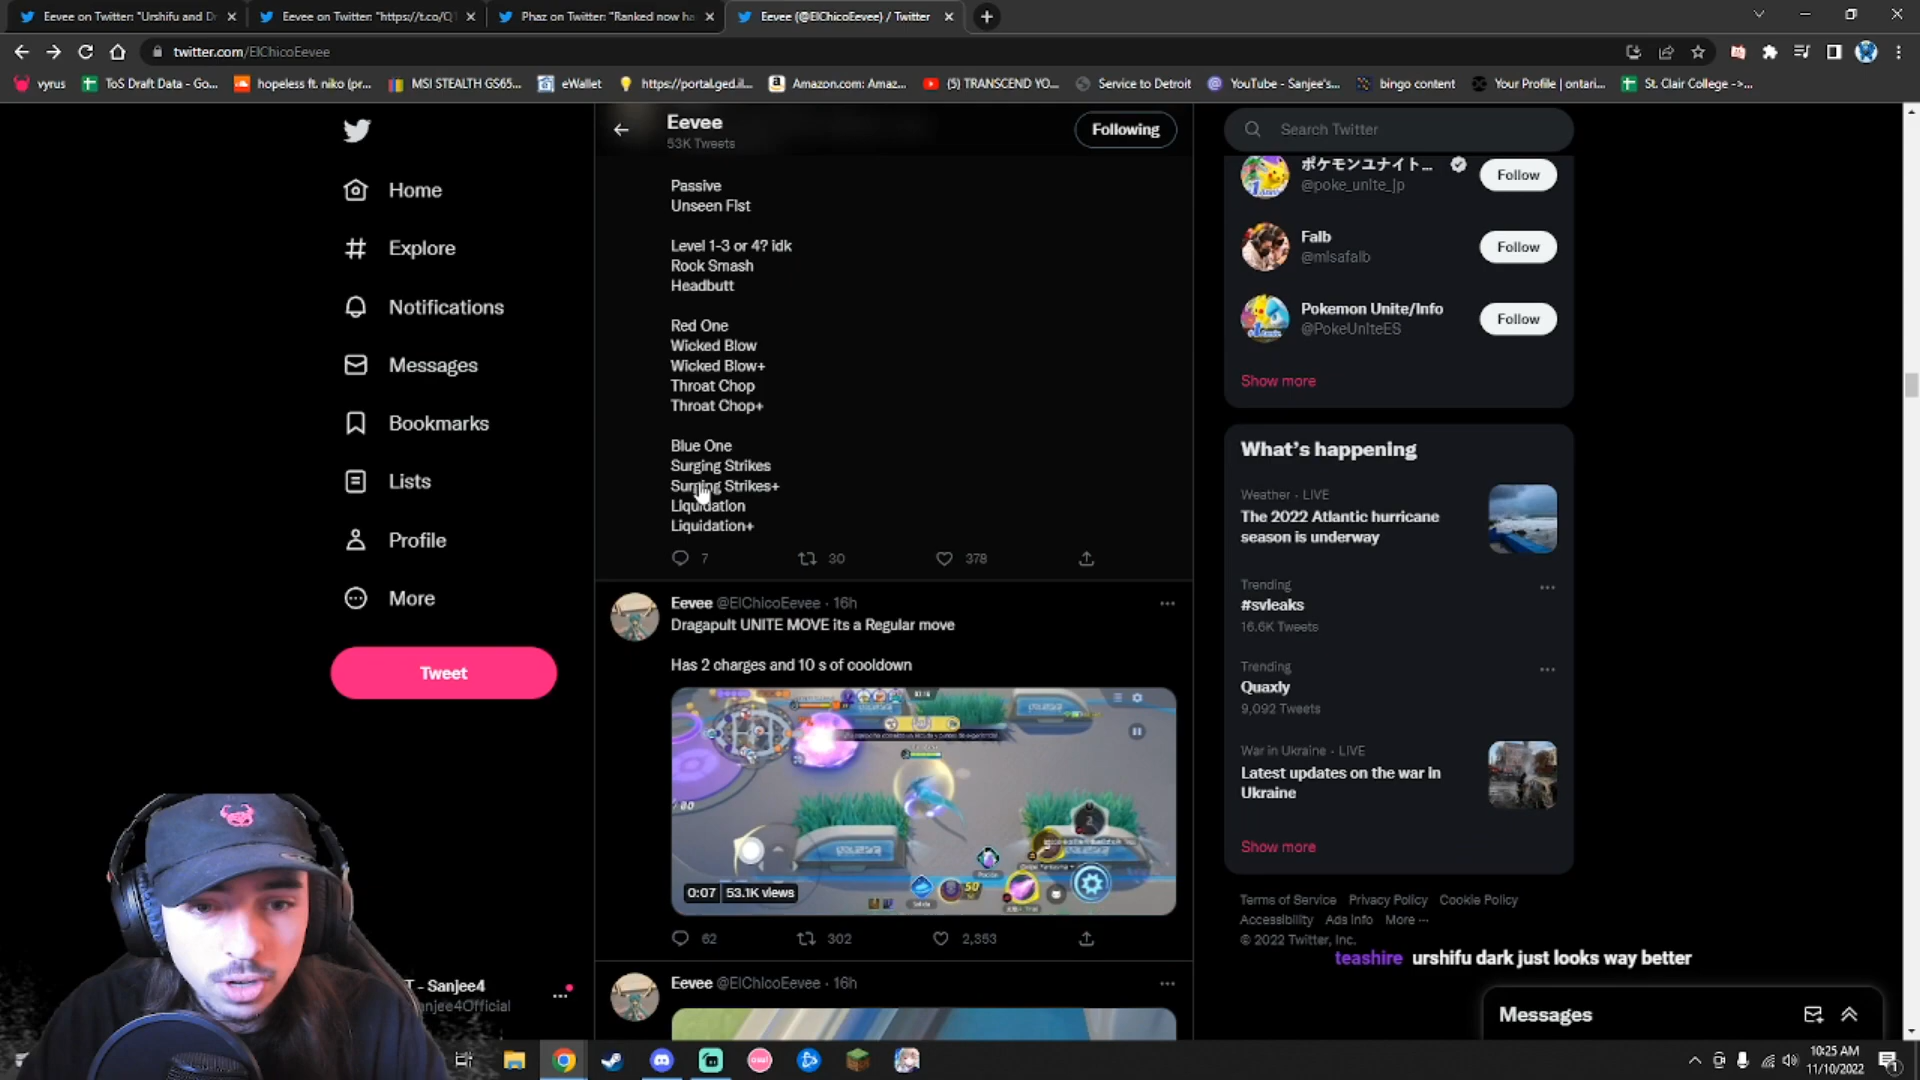 Eevee on Twitter: "Urshifu and Dr
Eevee on Twitter: "https://t.co/Q
Phaz on Twitter: "Ranked now ha
Eevee (@ElChicoEevee) / Twitter
twitter.com/ElChicoEevee
vyrus
ToS Draft Data - Go...
hopeless ft. niko (pr...
MSI STEALTH GS65...
eWallet
https://portal.ged.il...
Amazon.com: Amaz...
(5) TRANSCEND YO...
Service to Detroit
YouTube - Sanjee's...
bingo content
Your Profile | ontari...
St. Clair College ->...
Home
Explore
Notifications
Messages
Bookmarks
Lists
Profile
More
Tweet
T - Sanjee4
anjee4Official
Eevee
53K Tweets
Following
Passive
Unseen FIst
Level 1-3 or 4? idk
Rock Smash
Headbutt
Red One
Wicked Blow
Wicked Blow+
Throat Chop
Throat Chop+
Blue One
Surging Strikes
Surging Strikes+
Liquidation
Liquidation+
7
30
378
Eevee @ElChicoEevee · 16h
Dragapult UNITE MOVE its a Regular move
Has 2 charges and 10 s of cooldown
50
0:07 53.1K views
62
302
2,353
Eevee @ElChicoEevee · 16h
Search Twitter
ポケモンユナイト...
@poke_unite_jp
Follow
Falb
@mlsafalb
Follow
Pokemon Unite/Info
@PokeUniteES
Follow
Show more
What's happening
Weather · LIVE
The 2022 Atlantic hurricane
season is underway
Trending
#svleaks
16.6K Tweets
Trending
Quaxly
9,092 Tweets
War in Ukraine · LIVE
Latest updates on the war in
Ukraine
Show more
Terms of Service Privacy Policy Cookie Policy
Accessibility Ads info More ···
© 2022 Twitter, Inc.
teashire urshifu dark just looks way better
Messages
10:25 AM
11/10/2022